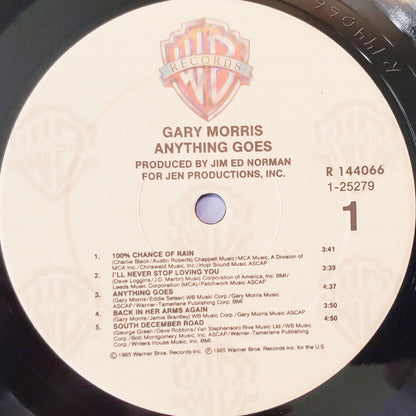 WB
RECORDS
GARY MORRIS
ANYTHING GOES
PRODUCED BY JIM ED NORMAN
FOR JEN PRODUCTIONS, INC.
R 144066
1-25279
1
1. 100% CHANCE OF RAIN 3:41
(Charlie Black/Austin Roberts) Chappell Music/MCA Music, A Division of
MCA Inc./Chriswald Music Inc./Hopi Sound Music ASCAP
2. I'LL NEVER STOP LOVING YOU 3:39
(Dave Loggins/J.D. Martin) Music Corporation of America, Inc. BMI/
Leeds Music Corporation (MCA)/Patchwork Music ASCAP
3. ANYTHING GOES 4:37
(Gary Morris/Eddie Setser) WB Music Corp./Gary Morris Music
ASCAP/Warner-Tamerlane Publishing Corp. BMI
4. BACK IN HER ARMS AGAIN 5:50
(Gary Morris/Jamie Brantley) WB Music Corp./Gary Morris Music ASCAP
5. SOUTH DECEMBER ROAD 4:50
(George Green/Dave Robbins/Van Stephenson) Riva Music Ltd./WB Music
Corp./Bob Montgomery Music Inc. ASCAP/Warner-Tamerlane Publishing
Corp./Writers House Music Inc. BMI
℗1985 Warner Bros. Records Inc. ©1985 Warner Bros. Records Inc. for the U.S.